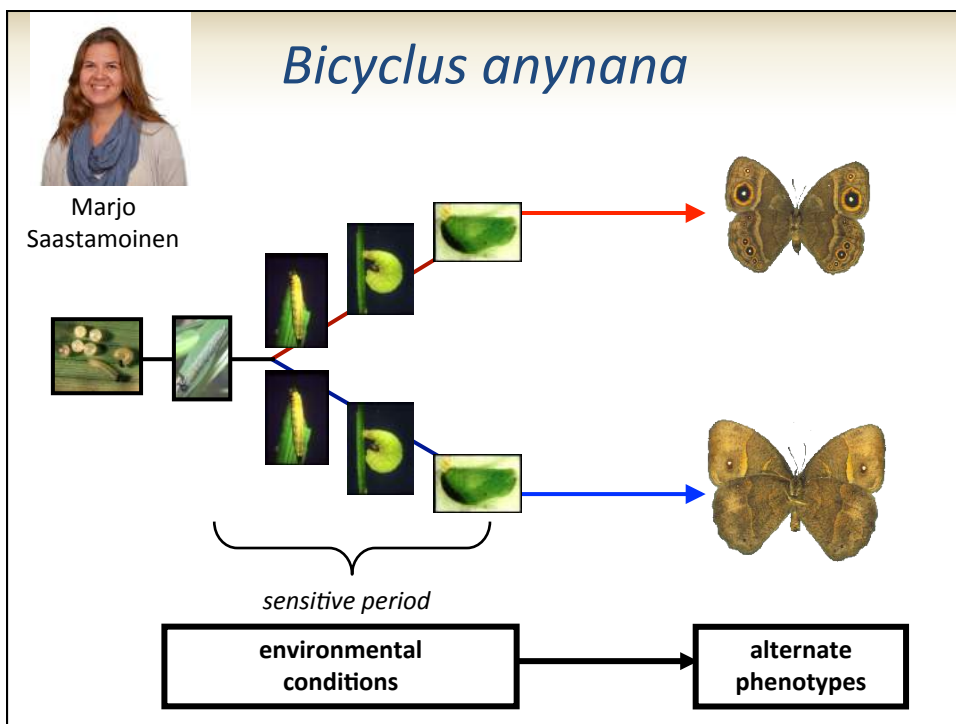 Bicyclus anynana
Marjo
Saastamoinen
sensitive period
environmental
conditions
alternate
phenotypes